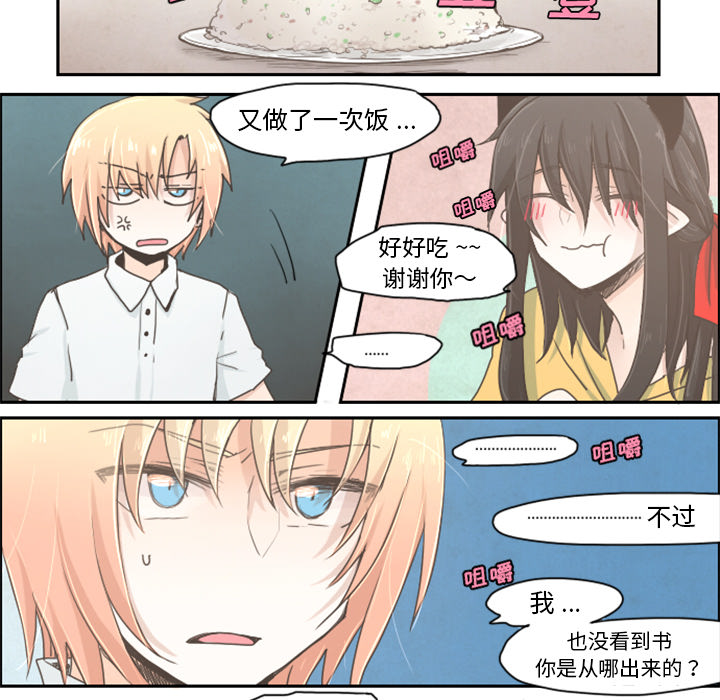 登
又做了一次饭 ...
咀嚼
咀嚼
好好吃 ~~
谢谢你～
咀嚼
......
.....................
咀嚼
............................. 不过
咀嚼
我 ...
也没看到书
你是从哪出来的？